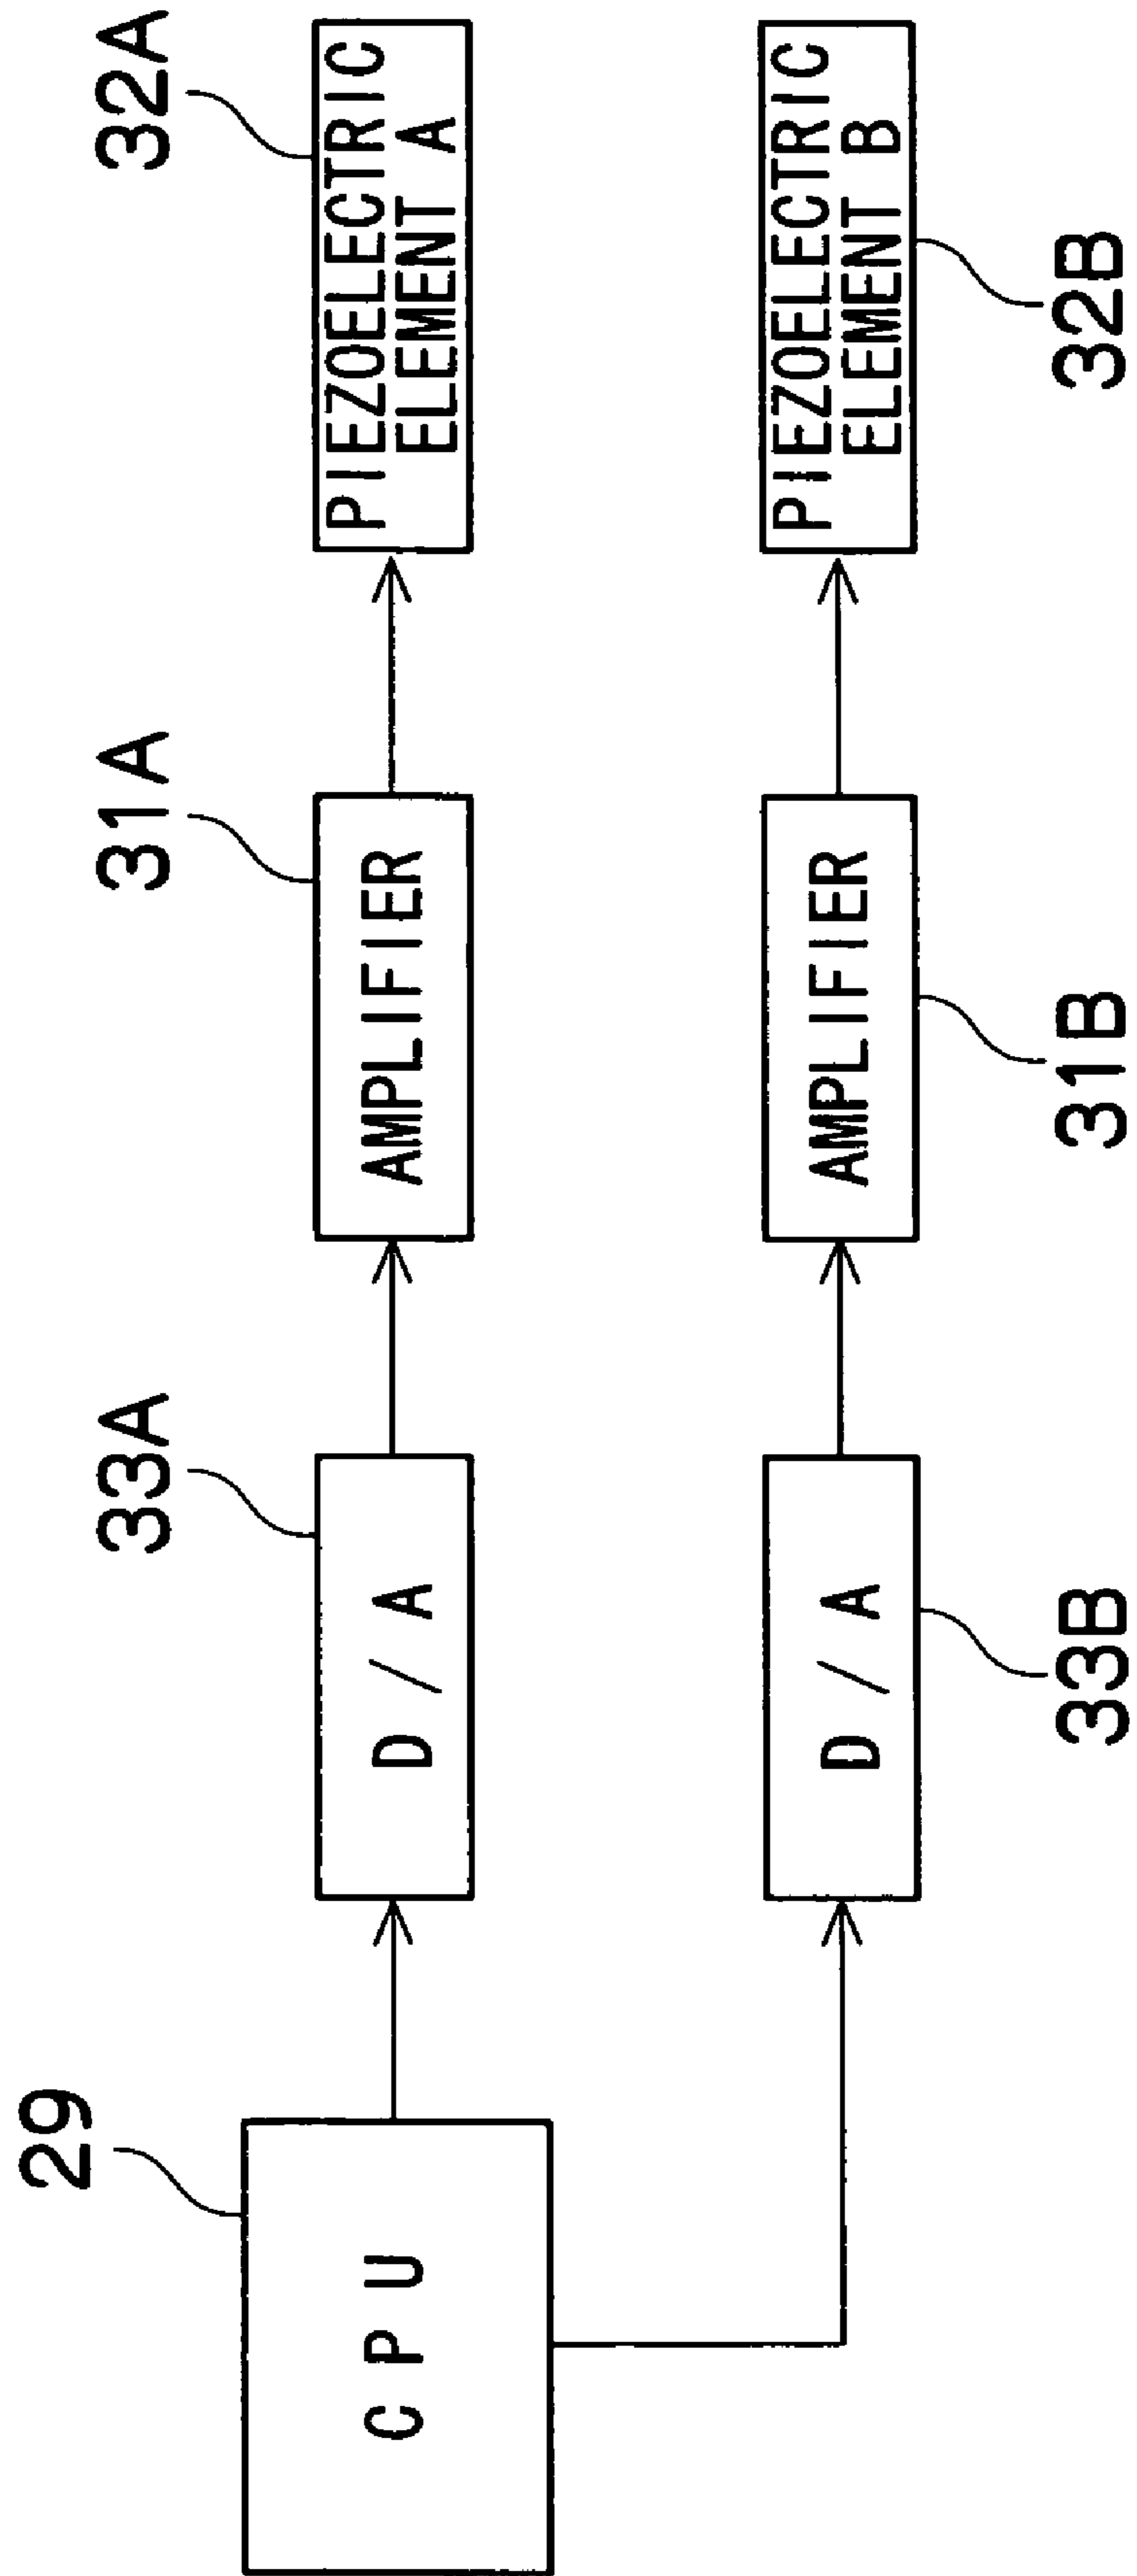 29
CPU
33A
D/A
31A
AMPLIFIER
32A
PIEZOELECTRIC
ELEMENT A
D/A
33B
AMPLIFIER
31B
PIEZOELECTRIC
ELEMENT B
32B